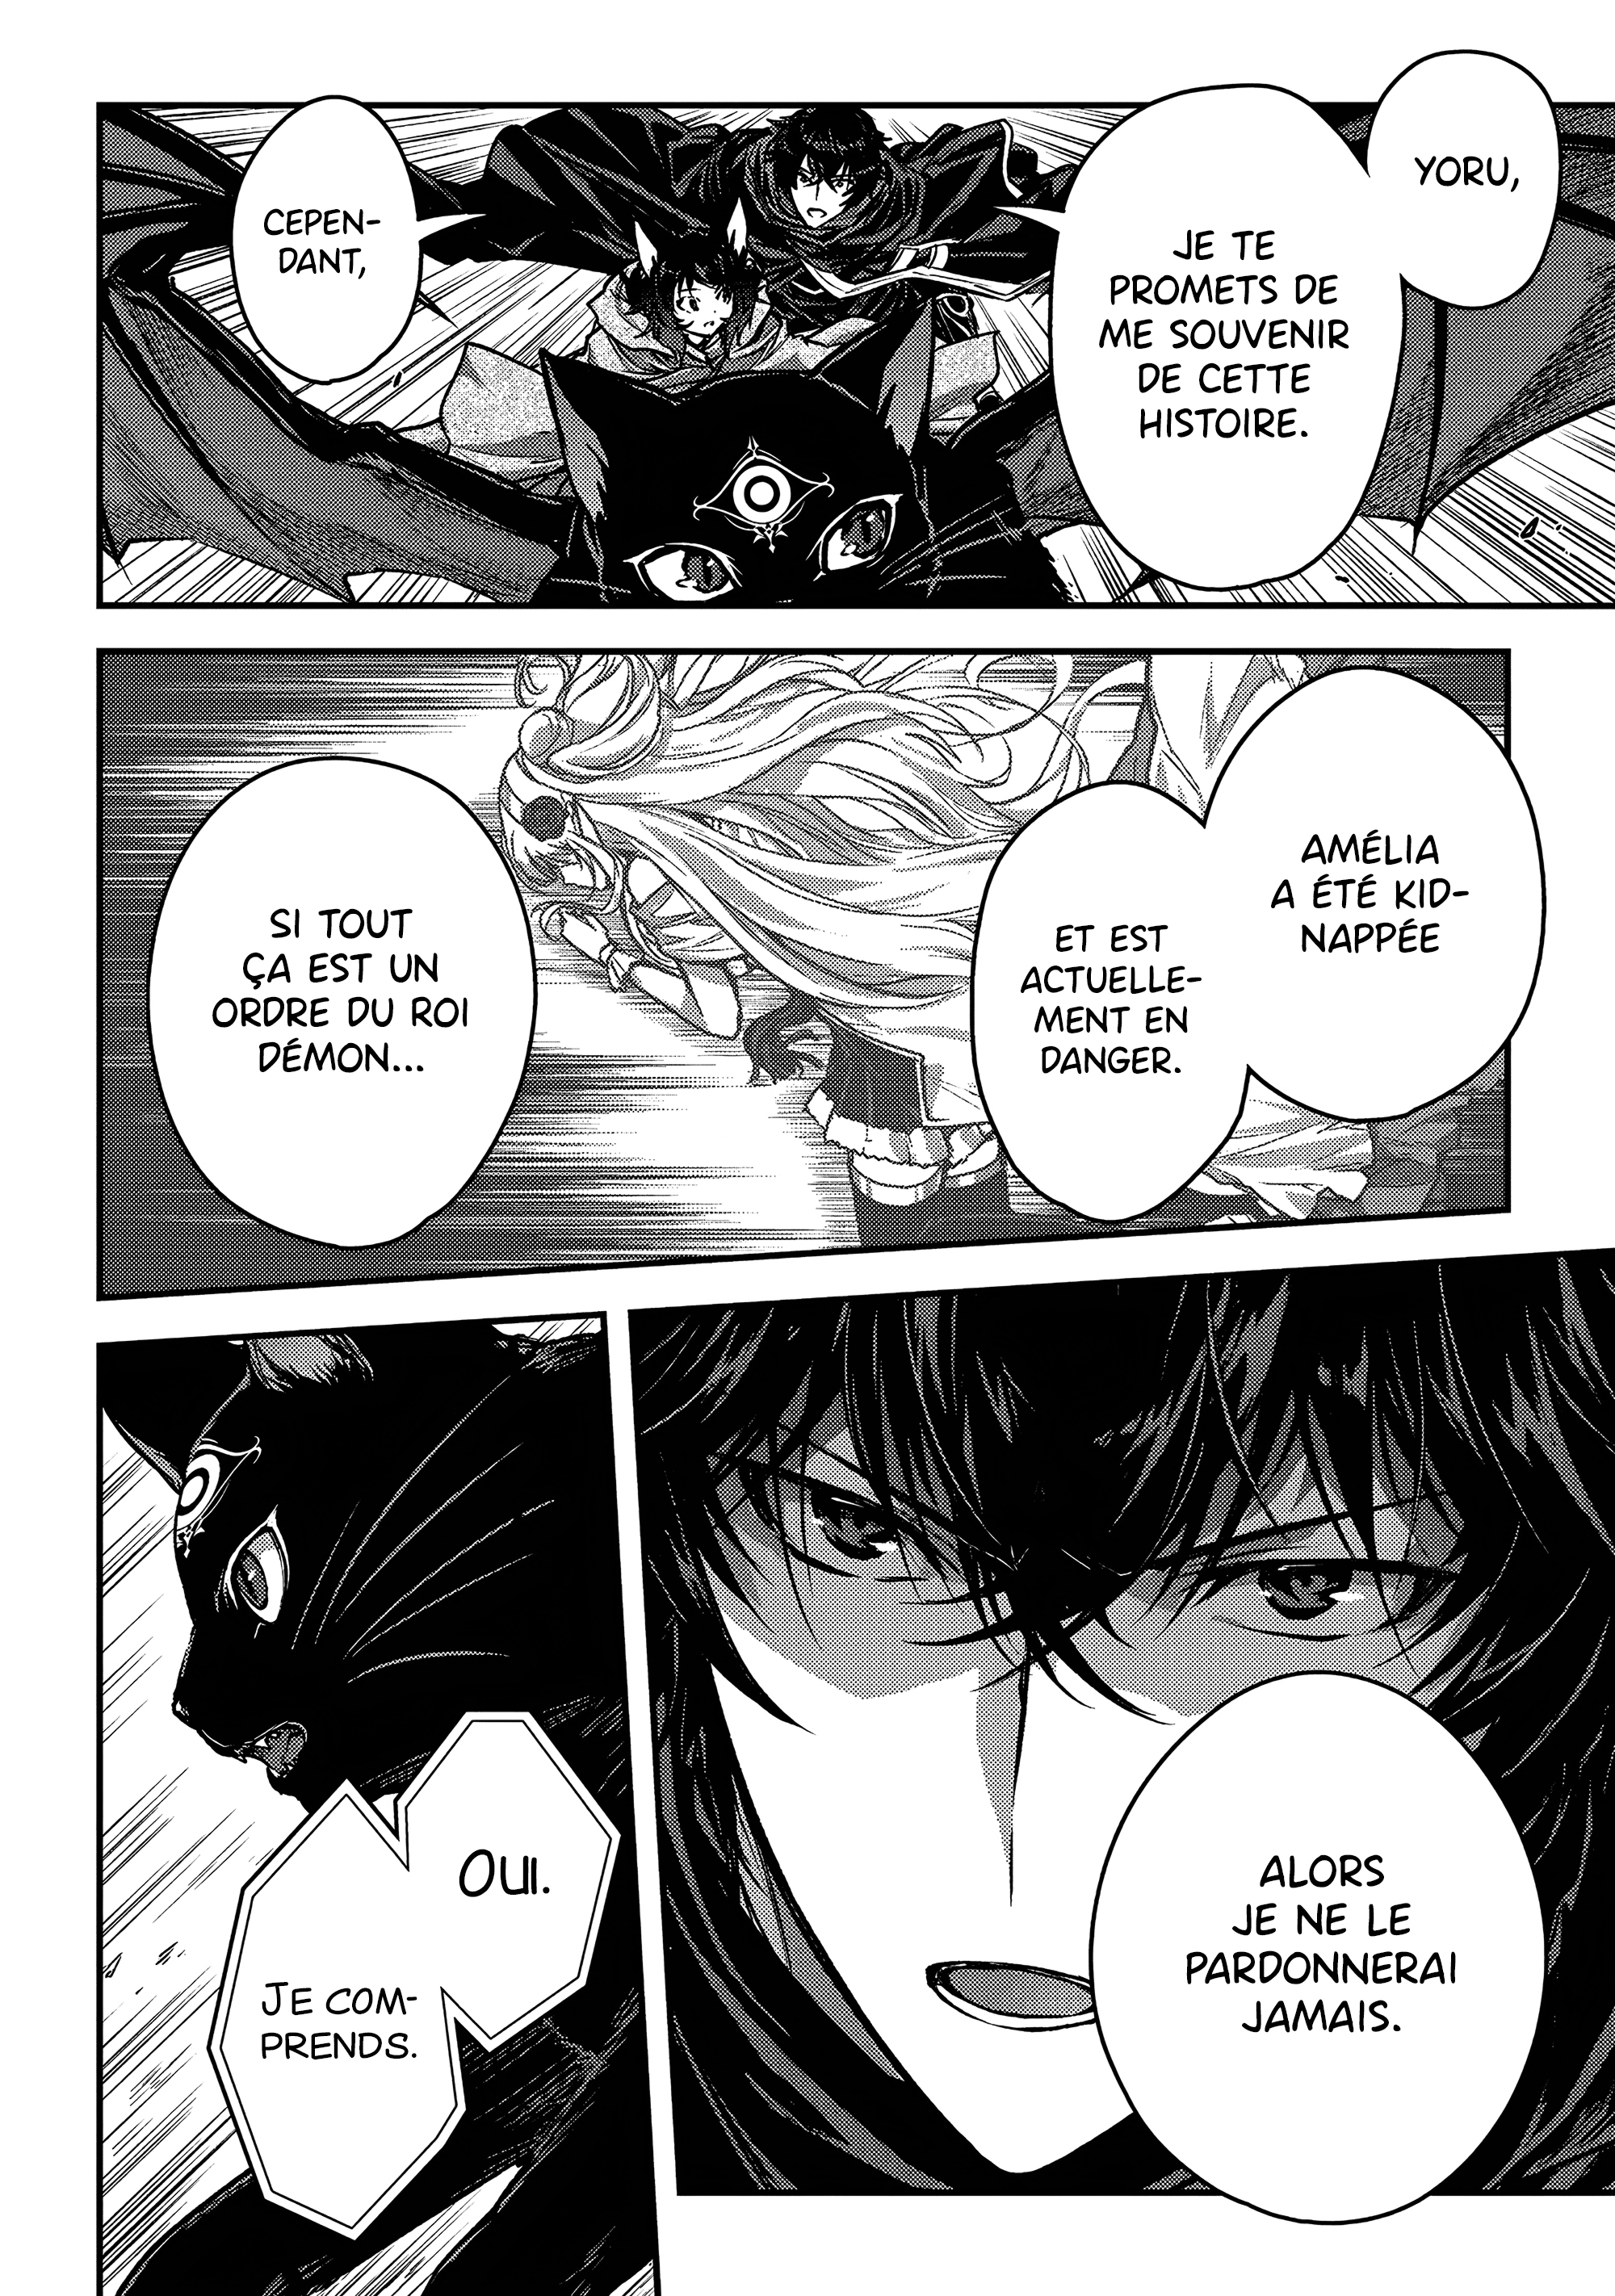 YORU,
JE TE
PROMETS DE
ME SOUVENIR
DE CETTE
HISTOIRE.
CEPEN-
DANT,
AMÉLIA
A ÉTÉ KID-
NAPPÉE
ET EST
ACTUELLE-
MENT EN
DANGER.
SI TOUT
ÇA EST UN
ORDRE DU ROI
DÉMON...
ALORS
JE NE LE
PARDONNERAI
JAMAIS.
OUI.
JE COM-
PRENDS.